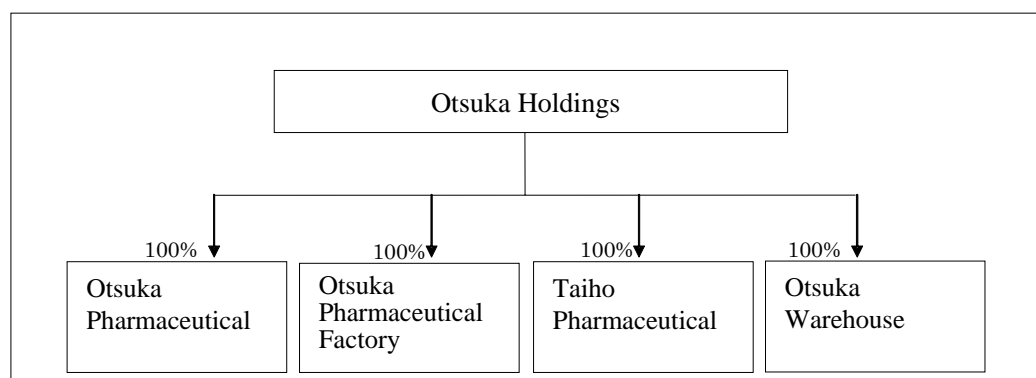 Otsuka Holdings
100%
100%
100%
100%
Otsuka
Pharmaceutical
Otsuka
Pharmaceutical
Factory
Taiho
Pharmaceutical
Otsuka
Warehouse